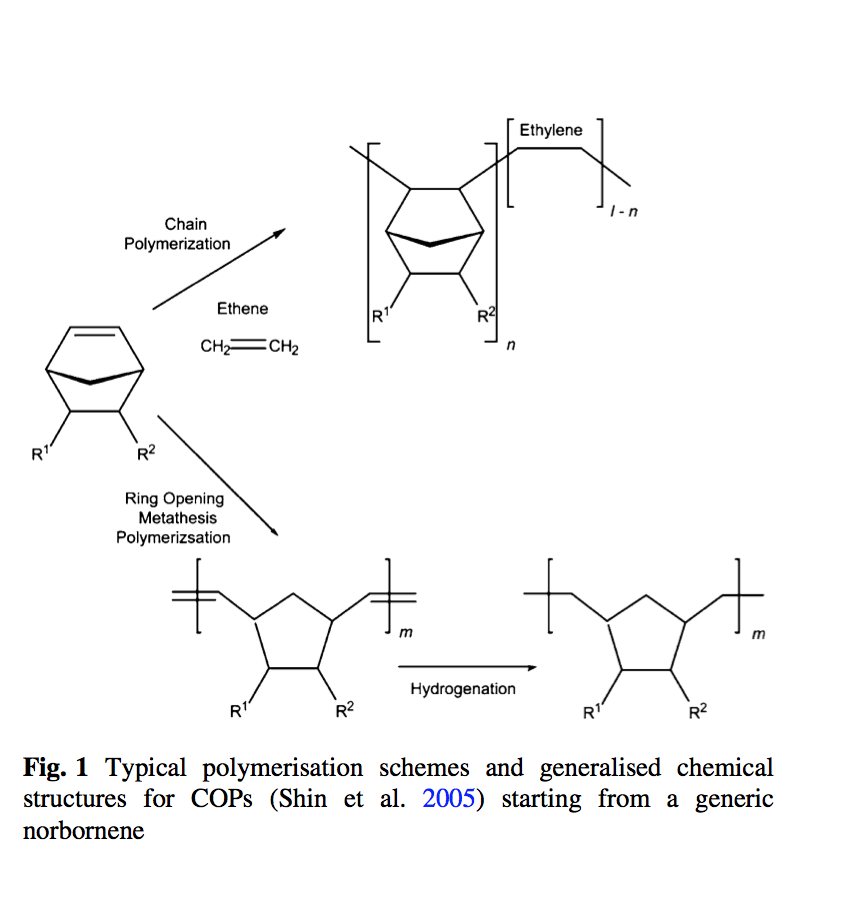 Ethylene
l - n
Chain
Polymerization
R1
R2
n
Ethene
CH2 CH2
R1
R2
Ring Opening
Metathesis
Polymerizsation
m
m
Hydrogenation
R1
R2
R1
R2
Fig. 1 Typical polymerisation schemes and generalised chemical
structures for COPs (Shin et al. 2005) starting from a generic
norbornene